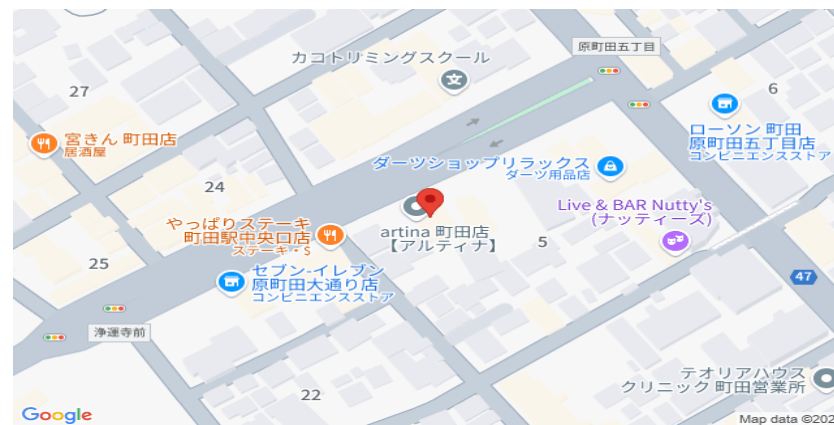 原町田五丁目
カコトリミングスクール
27
6
宮きん 町田店
居酒屋
ローソン 町田
原町田五丁目店
コンビニエンスストア
ダーツショップリラックス
ダーツ用品店
24
Live & BAR Nutty's
(ナッティーズ)
やっぱりステーキ
町田駅中央口店
ステーキ・$
artina 町田店
【アルティナ】
5
25
セブン-イレブン
原町田大通り店
コンビニエンスストア
47
浄運寺前
テオリアハウス
クリニック 町田営業所
22
Google
Map data ©202